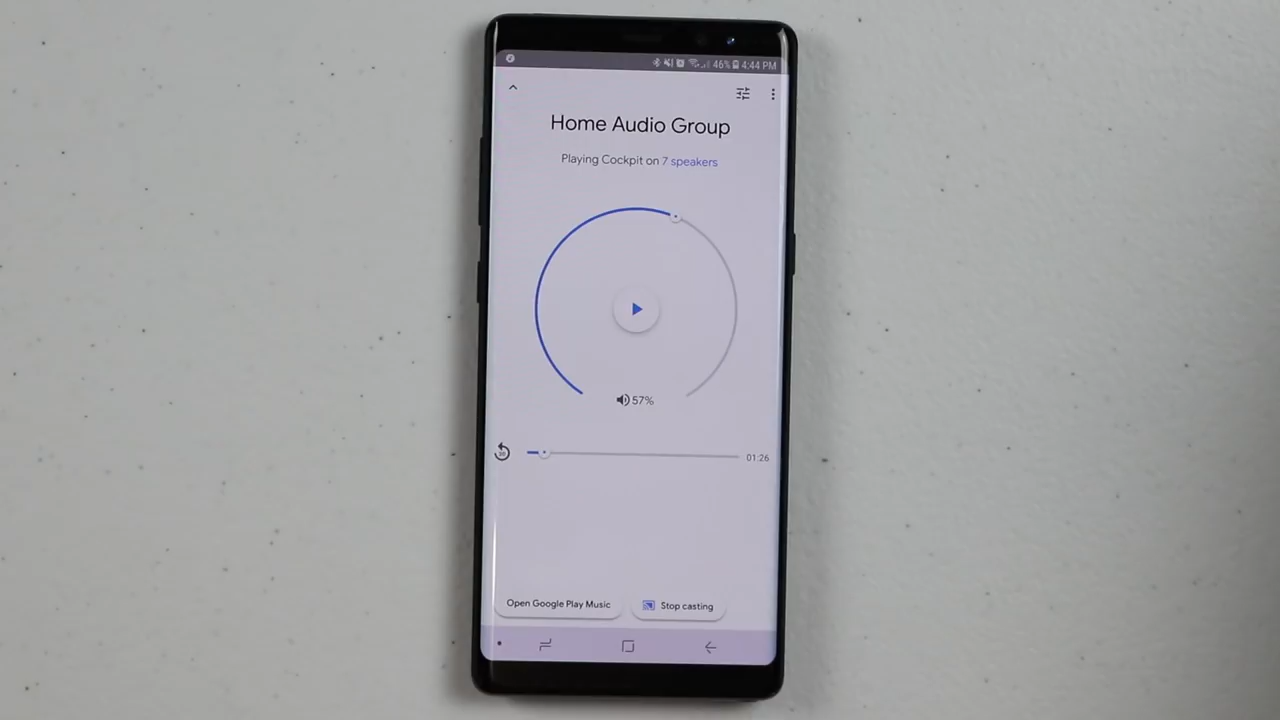 46% 4:44 PM
Home Audio Group
Playing Cockpit on 7 speakers
57%
01:26
Open Google Play Music
Stop casting